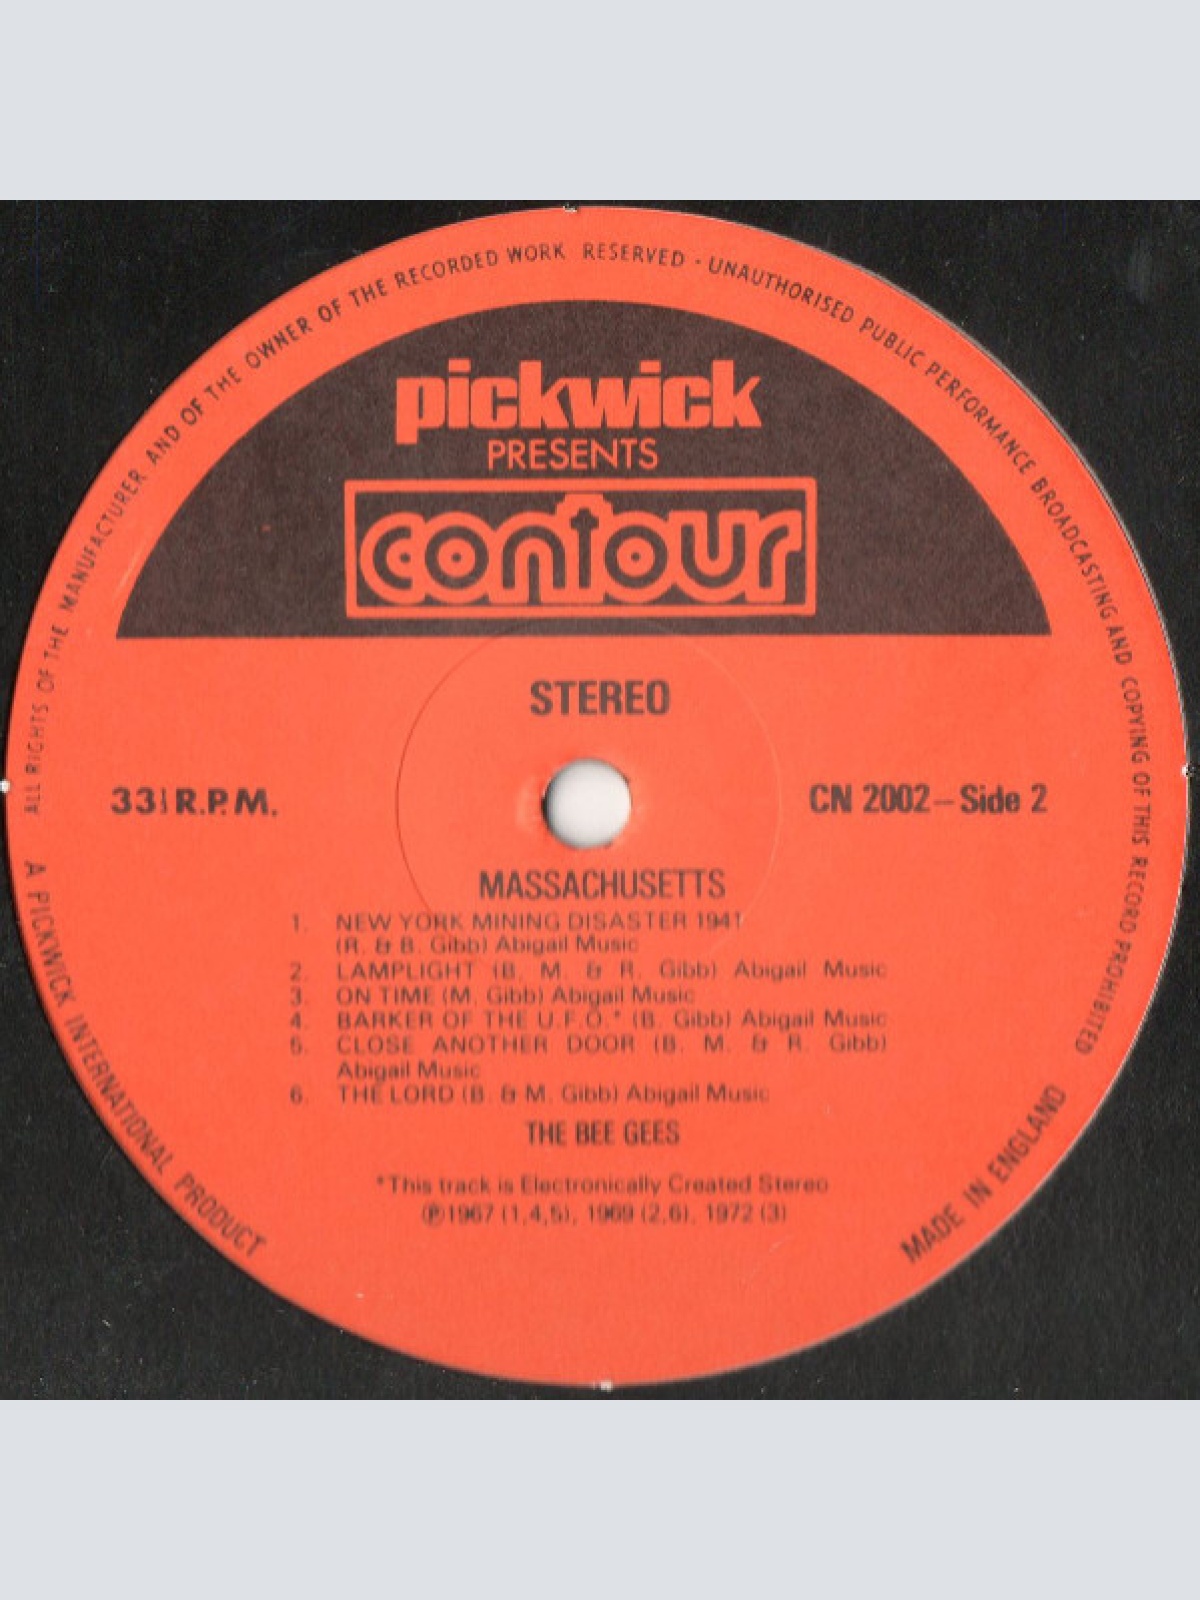 ALL RIGHTS OF THE MANUFACTURER AND OF THE OWNER OF THE RECORDED WORK RESERVED · UNAUTHORISED PUBLIC PERFORMANCE BROADCASTING AND COPYING OF THIS RECORD PROHIBITED
pickwick
PRESENTS
contour
STEREO
33⅓ R.P.M.
CN 2002 – Side 2
MASSACHUSETTS
1. NEW YORK MINING DISASTER 1941
(R. & B. Gibb) Abigail Music
2. LAMPLIGHT (B. M. & R. Gibb) Abigail Music
3. ON TIME (M. Gibb) Abigail Music
4. BARKER OF THE U.F.O.* (B. Gibb) Abigail Music
5. CLOSE ANOTHER DOOR (B. M. & R. Gibb)
Abigail Music
6. THE LORD (B. & M. Gibb) Abigail Music
THE BEE GEES
*This track is Electronically Created Stereo
℗1967 (1,4,5), 1969 (2,6), 1972 (3)
A PICKWICK INTERNATIONAL PRODUCT
MADE IN ENGLAND